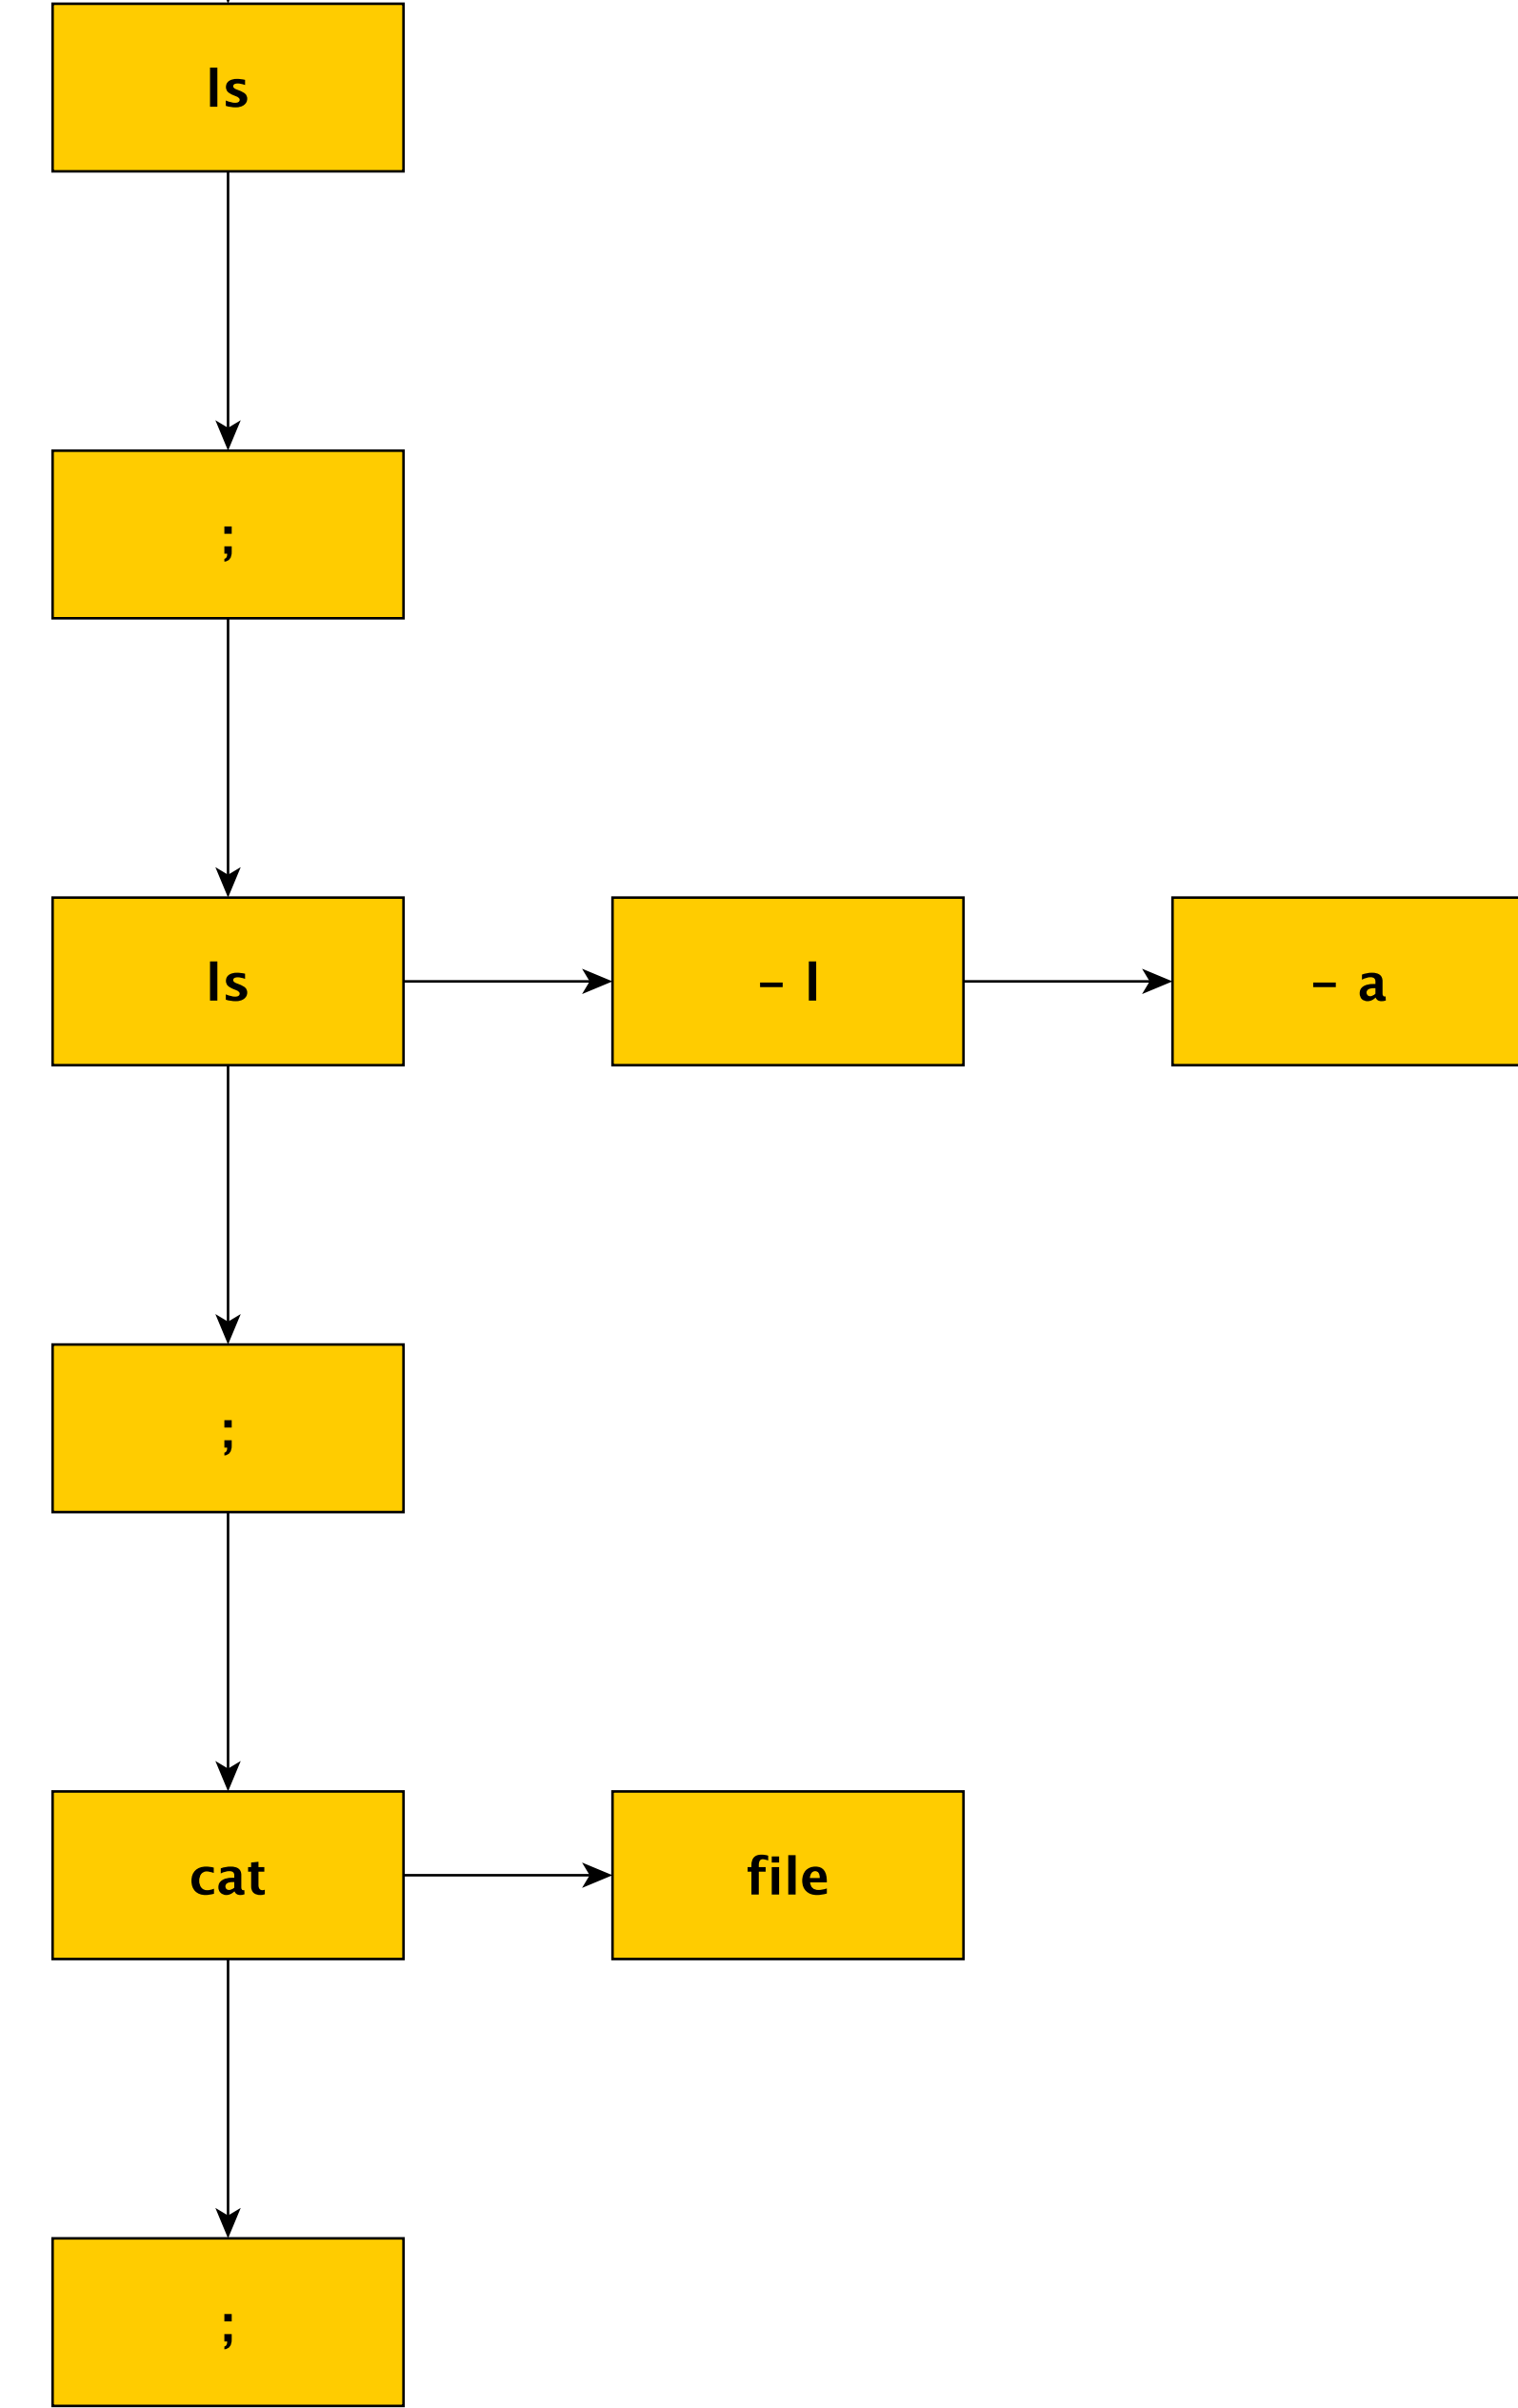 ls
;
ls – l – a
;
cat file
;